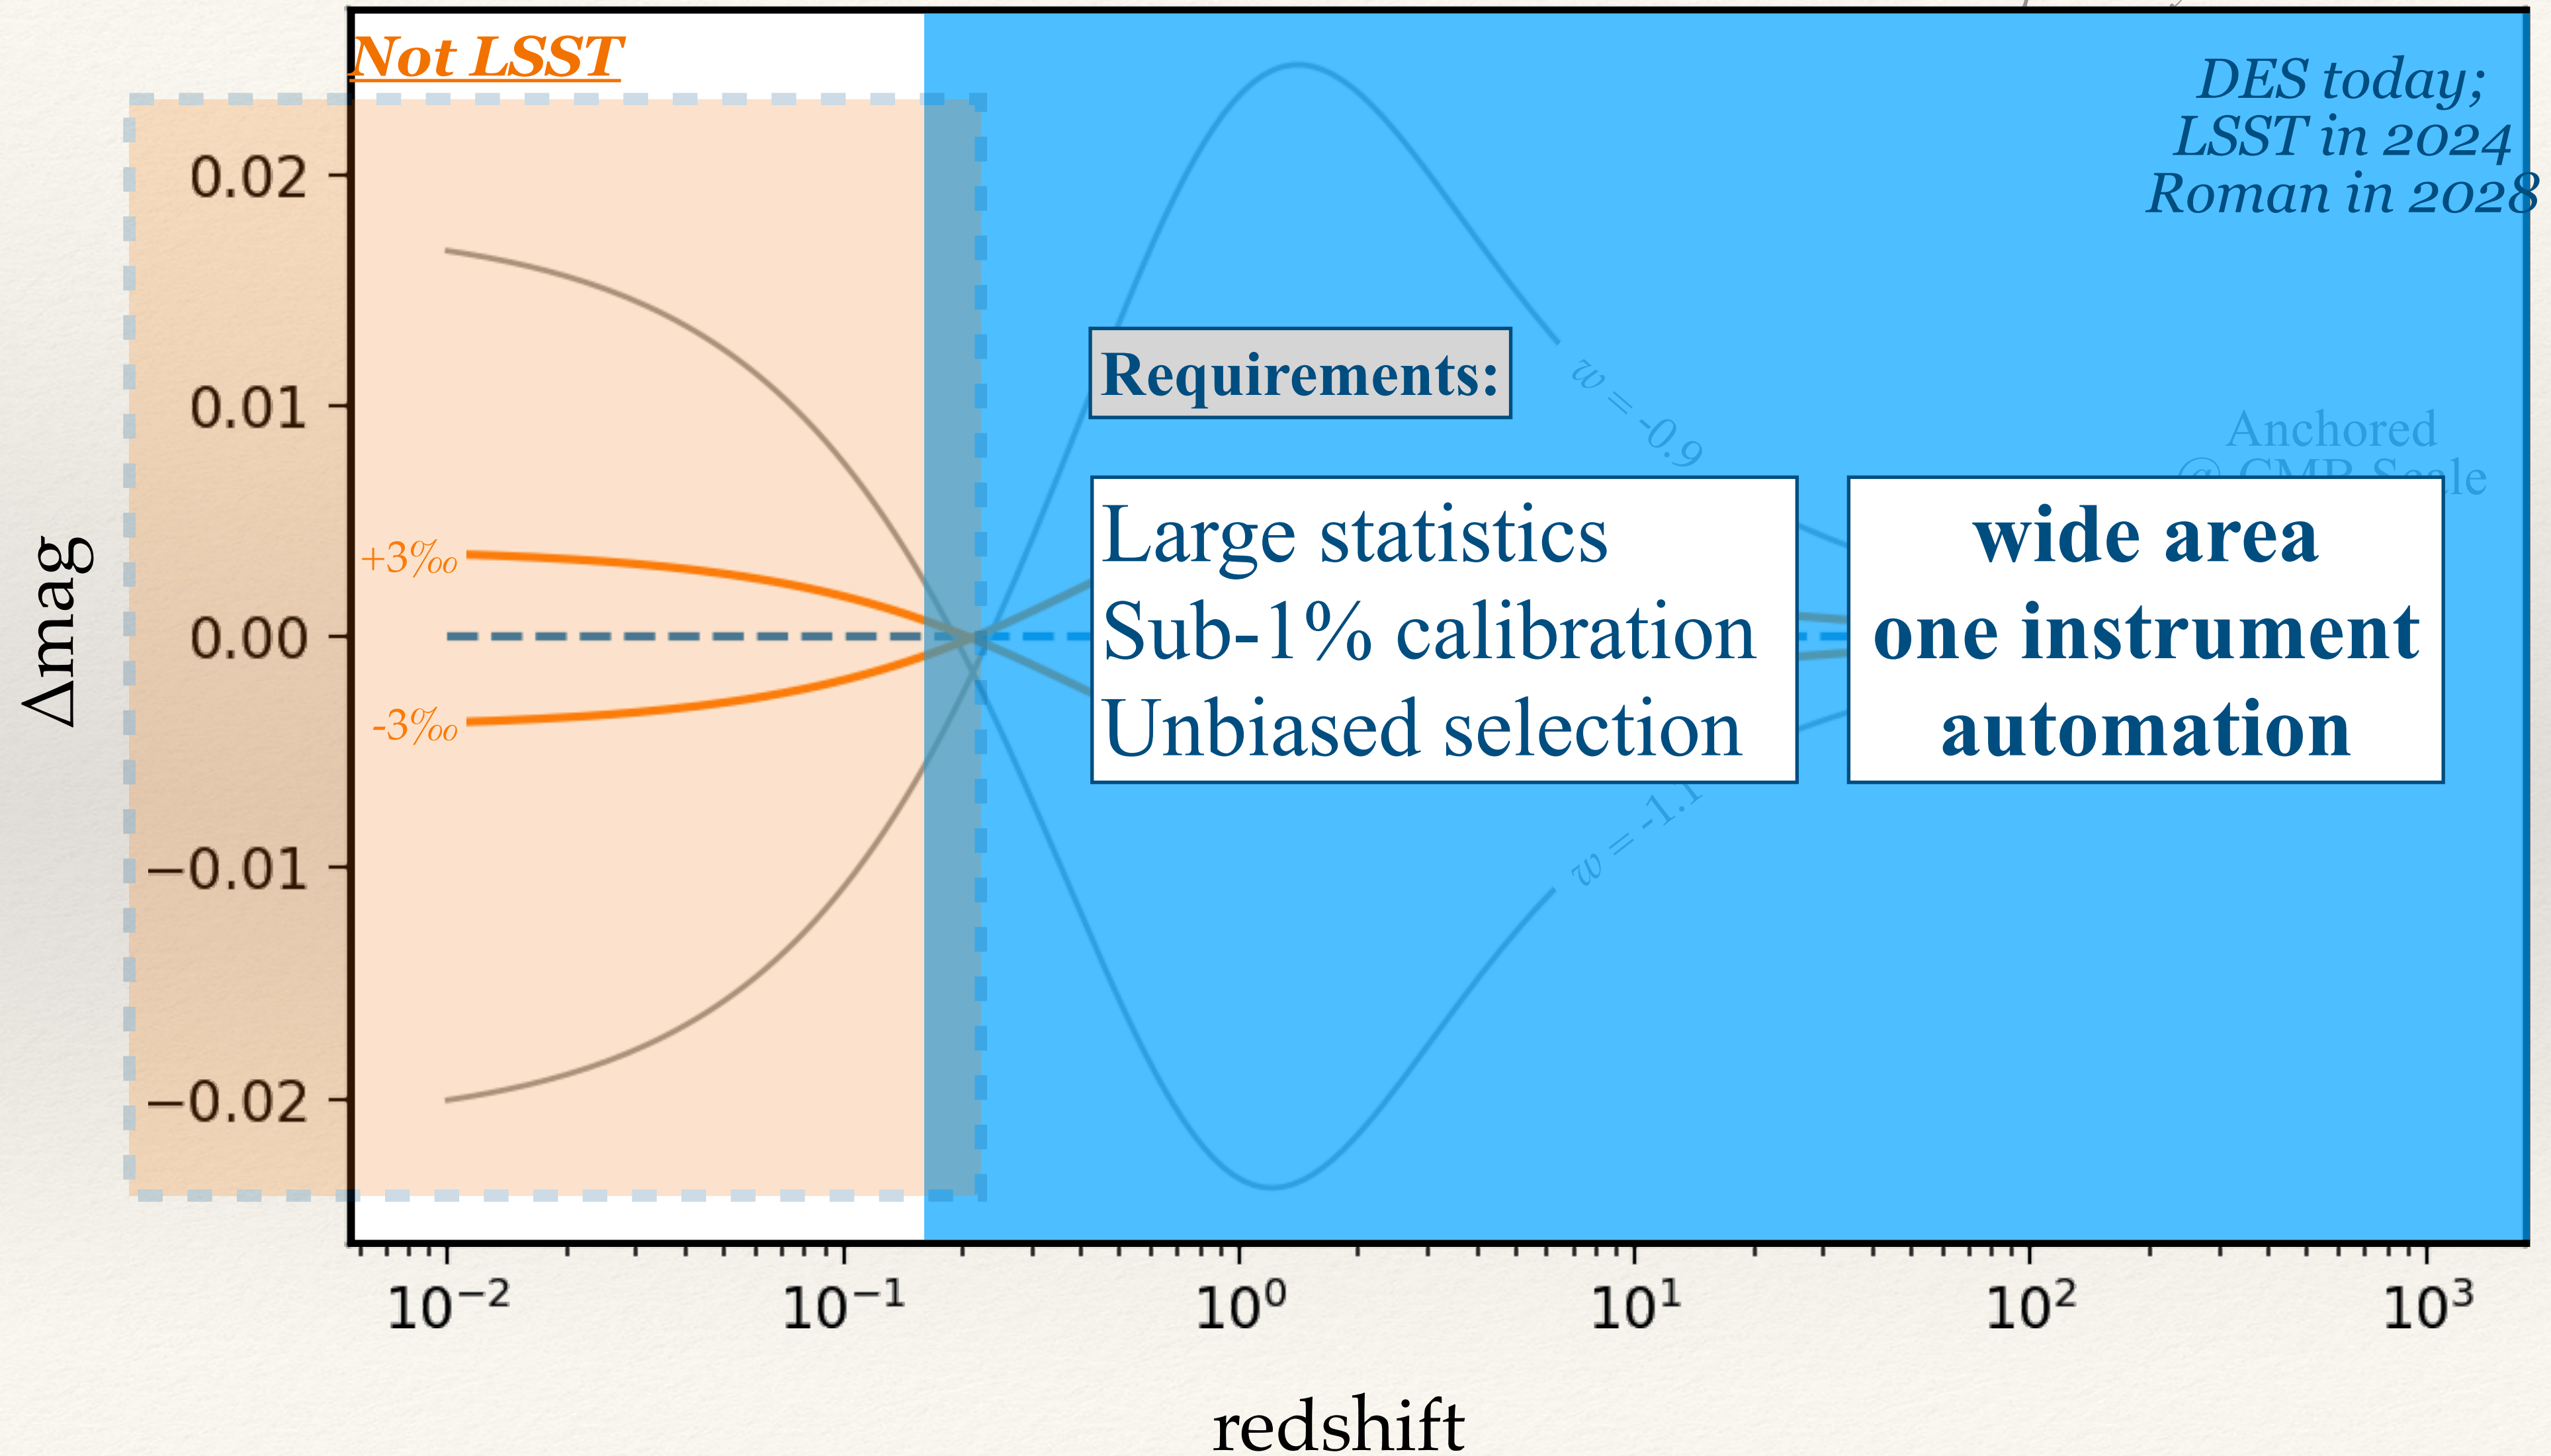 Not LSST
DES today;
LSST in 2024
Roman in 2028
0.02
0.01
0.00
−0.01
−0.02
Δmag
+3‰
-3‰
w = -0.9
w = -1.1
Anchored
@ CMB Scale
Requirements:
Large statistics
Sub-1% calibration
Unbiased selection
wide area
one instrument
automation
10⁻²
10⁻¹
10⁰
10¹
10²
10³
redshift